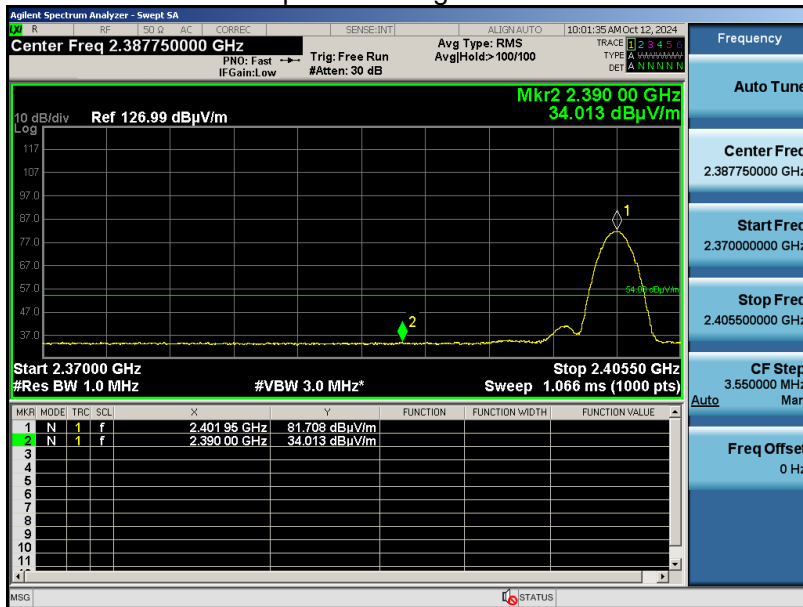 Agilent Spectrum Analyzer - Swept SA
LXI R RF 50 Ω AC CORREC SENSE:INT ALIGN AUTO 10:01:35 AM Oct 12, 2024
Center Freq 2.387750000 GHz
PNO: Fast
IFGain:Low
Trig: Free Run
#Atten: 30 dB
Avg Type: RMS
Avg|Hold:>100/100
TRACE 1 2 3 4 5 6
TYPE A WWWWW
DET A N N N N N
Mkr2 2.390 00 GHz
34.013 dBµV/m
10 dB/div Ref 126.99 dBµV/m
Log
117
107
97.0
87.0
77.0
67.0
57.0
47.0
37.0
1
2
54.00 dBµV/m
Start 2.37000 GHz Stop 2.40550 GHz
#Res BW 1.0 MHz #VBW 3.0 MHz* Sweep 1.066 ms (1000 pts)
MKR MODE TRC SCL X Y FUNCTION FUNCTION WIDTH FUNCTION VALUE
1 N 1 f 2.401 95 GHz 81.708 dBµV/m
2 N 1 f 2.390 00 GHz 34.013 dBµV/m
3
4
5
6
7
8
9
10
11
MSG STATUS
Frequency
Auto Tune
Center Freq
2.387750000 GHz
Start Freq
2.370000000 GHz
Stop Freq
2.405500000 GHz
CF Step
3.550000 MHz
Auto Man
Freq Offset
0 Hz